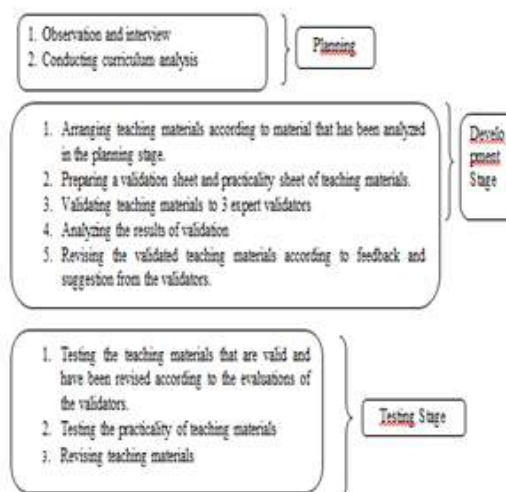 1. Observation and interview
2. Conducting curriculum analysis
Planning
1. Arranging teaching materials according to material that has been analyzed
in the planning stage.
2. Preparing a validation sheet and practicality sheet of teaching materials.
3. Validating teaching materials to 3 expert validators
4. Analyzing the results of validation
5. Revising the validated teaching materials according to feedback and
suggestion from the validators.
Develo
pment
Stage
1. Testing the teaching materials that are valid and
have been revised according to the evaluations of
the validators.
2. Testing the practicality of teaching materials
3. Revising teaching materials
Testing Stage